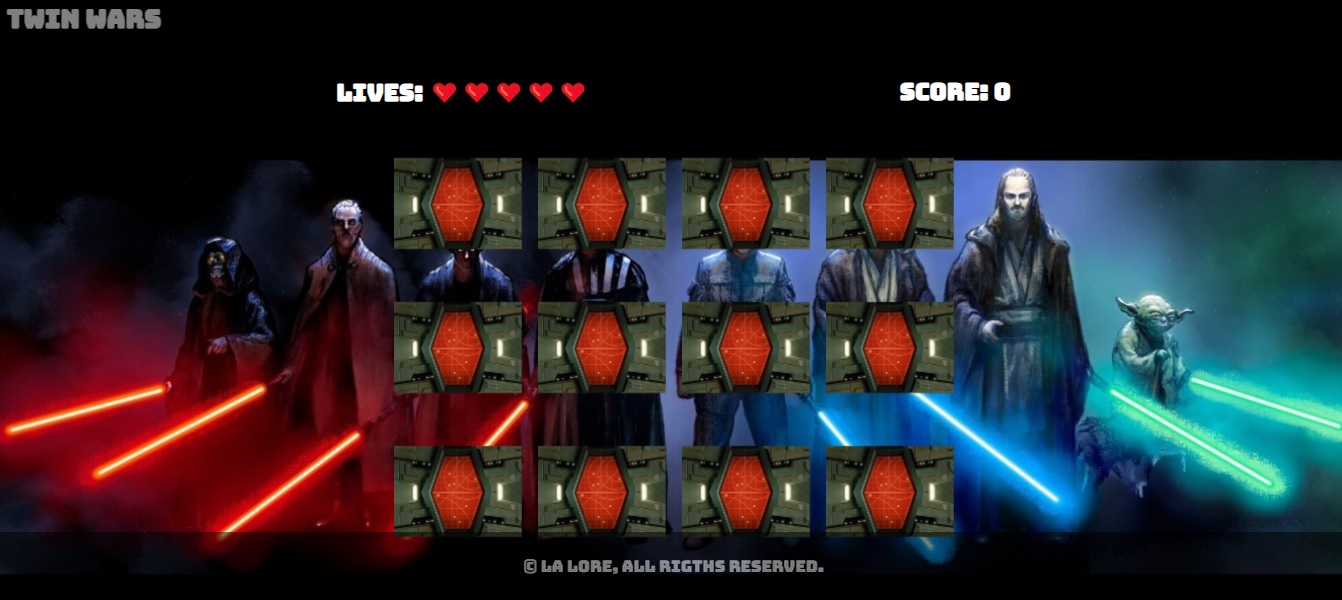 TWIN WARS
LIVES: ❤ ❤ ❤ ❤ ❤
SCORE: 0
© LA LORE, ALL RIGTHS RESERVED.